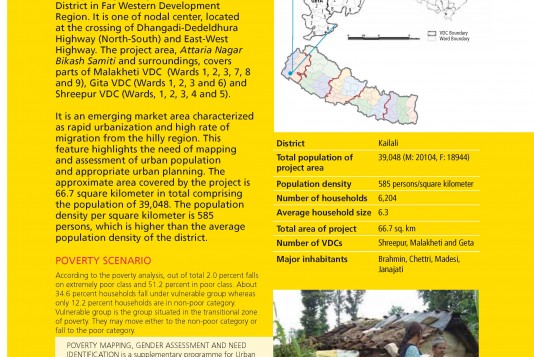 District in Far Western Development
Region. It is one of nodal center, located
at the crossing of Dhangadi-Dedeldhura
Highway (North-South) and East-West
Highway. The project area, Attaria Nagar
Bikash Samiti and surroundings, covers
parts of Malakheti VDC (Wards 1, 2, 3, 7, 8
and 9), Gita VDC (Wards 1, 2, 3 and 6) and
Shreepur VDC (Wards, 1, 2, 3, 4 and 5).
It is an emerging market area characterized
as rapid urbanization and high rate of
migration from the hilly region. This
feature highlights the need of mapping
and assessment of urban population
and appropriate urban planning. The
approximate area covered by the project is
66.7 square kilometer in total comprising
the population of 39,048. The population
density per square kilometer is 585
persons, which is higher than the average
population density of the district.
POVERTY SCENARIO
According to the poverty analysis, out of total 2.0 percent falls
on extremely poor class and 51.2 percent in poor class. About
34.6 percent households fall under vulnerable group whereas
only 12.2 percent households are in non-poor category.
Vulnerable group is the group situated in the transitional zone
of poverty. They may move either to the non-poor category or
fall to the poor category.
POVERTY MAPPING, GENDER ASSESSMENT AND NEED
IDENTIFICATION is a supplementary programme for Urban
GETA
VDC Boundary
Ward Boundary
District Kailali
Total population of project area 39,048 (M: 20104, F: 18944)
Population density 585 persons/square kilometer
Number of households 6,204
Average household size 6.3
Total area of project 66.7 sq. km
Number of VDCs Shreepur, Malakheti and Geta
Major inhabitants Brahmin, Chettri, Madesi,
Janajati